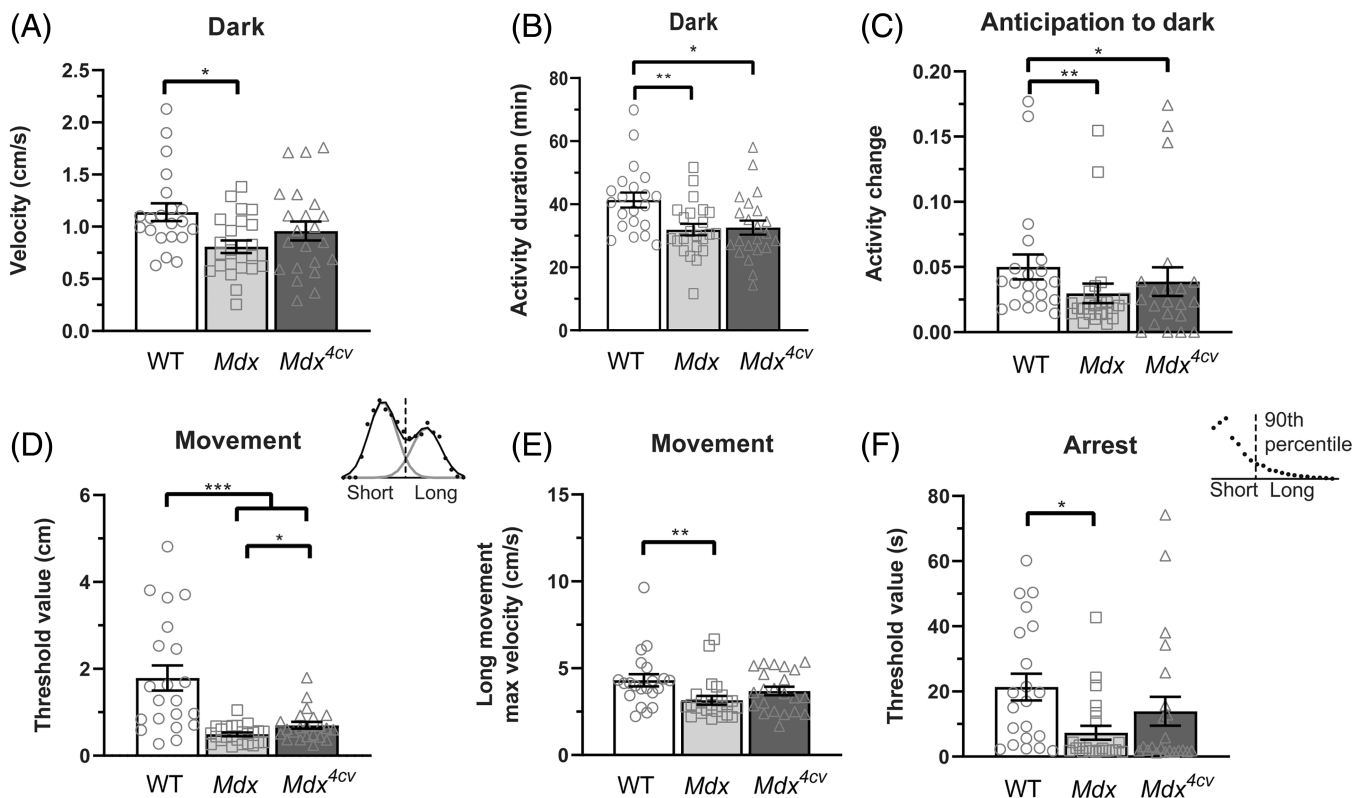 (A)
Dark
*
Velocity (cm/s)
2.5
2.0
1.5
1.0
0.5
0.0
WT
Mdx
Mdx4cv
(B)
Dark
*
**
Activity duration (min)
80
60
40
20
0
WT
Mdx
Mdx4cv
(C)
Anticipation to dark
*
**
Activity change
0.20
0.15
0.10
0.05
0.00
WT
Mdx
Mdx4cv
(D)
Movement
Short
Long
***
*
Threshold value (cm)
6
4
2
0
WT
Mdx
Mdx4cv
(E)
Movement
**
Long movement
max velocity (cm/s)
15
10
5
0
WT
Mdx
Mdx4cv
(F)
Arrest
90th
percentile
Short
Long
*
Threshold value (s)
80
60
40
20
0
WT
Mdx
Mdx4cv